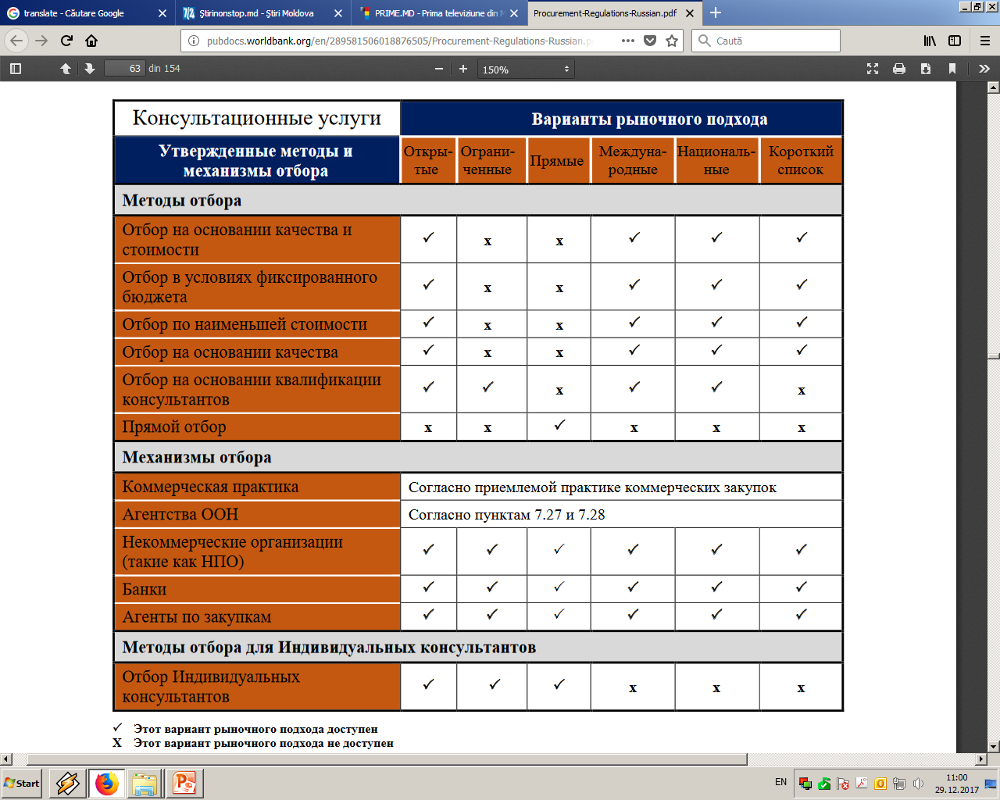 translate - Căutare Google
Știrinonstop.md - Știri Moldova
PRIME.MD - Prima televiziune din M
Procurement-Regulations-Russian.pdf
pubdocs.worldbank.org/en/289581506018876505/Procurement-Regulations-Russian.p
Caută
63 din 154
150%
Консультационные услуги
Варианты рыночного подхода
Утвержденные методы и
механизмы отбора
Откры-
тые
Ограни-
ченные
Прямые
Междуна-
родные
Националь-
ные
Короткий
список
Методы отбора
Отбор на основании качества и
стоимости
✓ x x ✓ ✓ ✓
Отбор в условиях фиксированного
бюджета
✓ x x ✓ ✓ ✓
Отбор по наименьшей стоимости ✓ x x ✓ ✓ ✓
Отбор на основании качества ✓ x x ✓ ✓ ✓
Отбор на основании квалификации
консультантов
✓ ✓ x ✓ ✓ x
Прямой отбор x x ✓ x x x
Механизмы отбора
Коммерческая практика Согласно приемлемой практике коммерческих закупок
Агентства ООН Согласно пунктам 7.27 и 7.28
Некоммерческие организации
(такие как НПО)
✓ ✓ ✓ ✓ ✓ ✓
Банки ✓ ✓ ✓ ✓ ✓ ✓
Агенты по закупкам ✓ ✓ ✓ ✓ ✓ ✓
Методы отбора для Индивидуальных консультантов
Отбор Индивидуальных
консультантов
✓ ✓ ✓ x x x
✓ Этот вариант рыночного подхода доступен
X Этот вариант рыночного подхода не доступен
Start
EN
11:00
29.12.2017